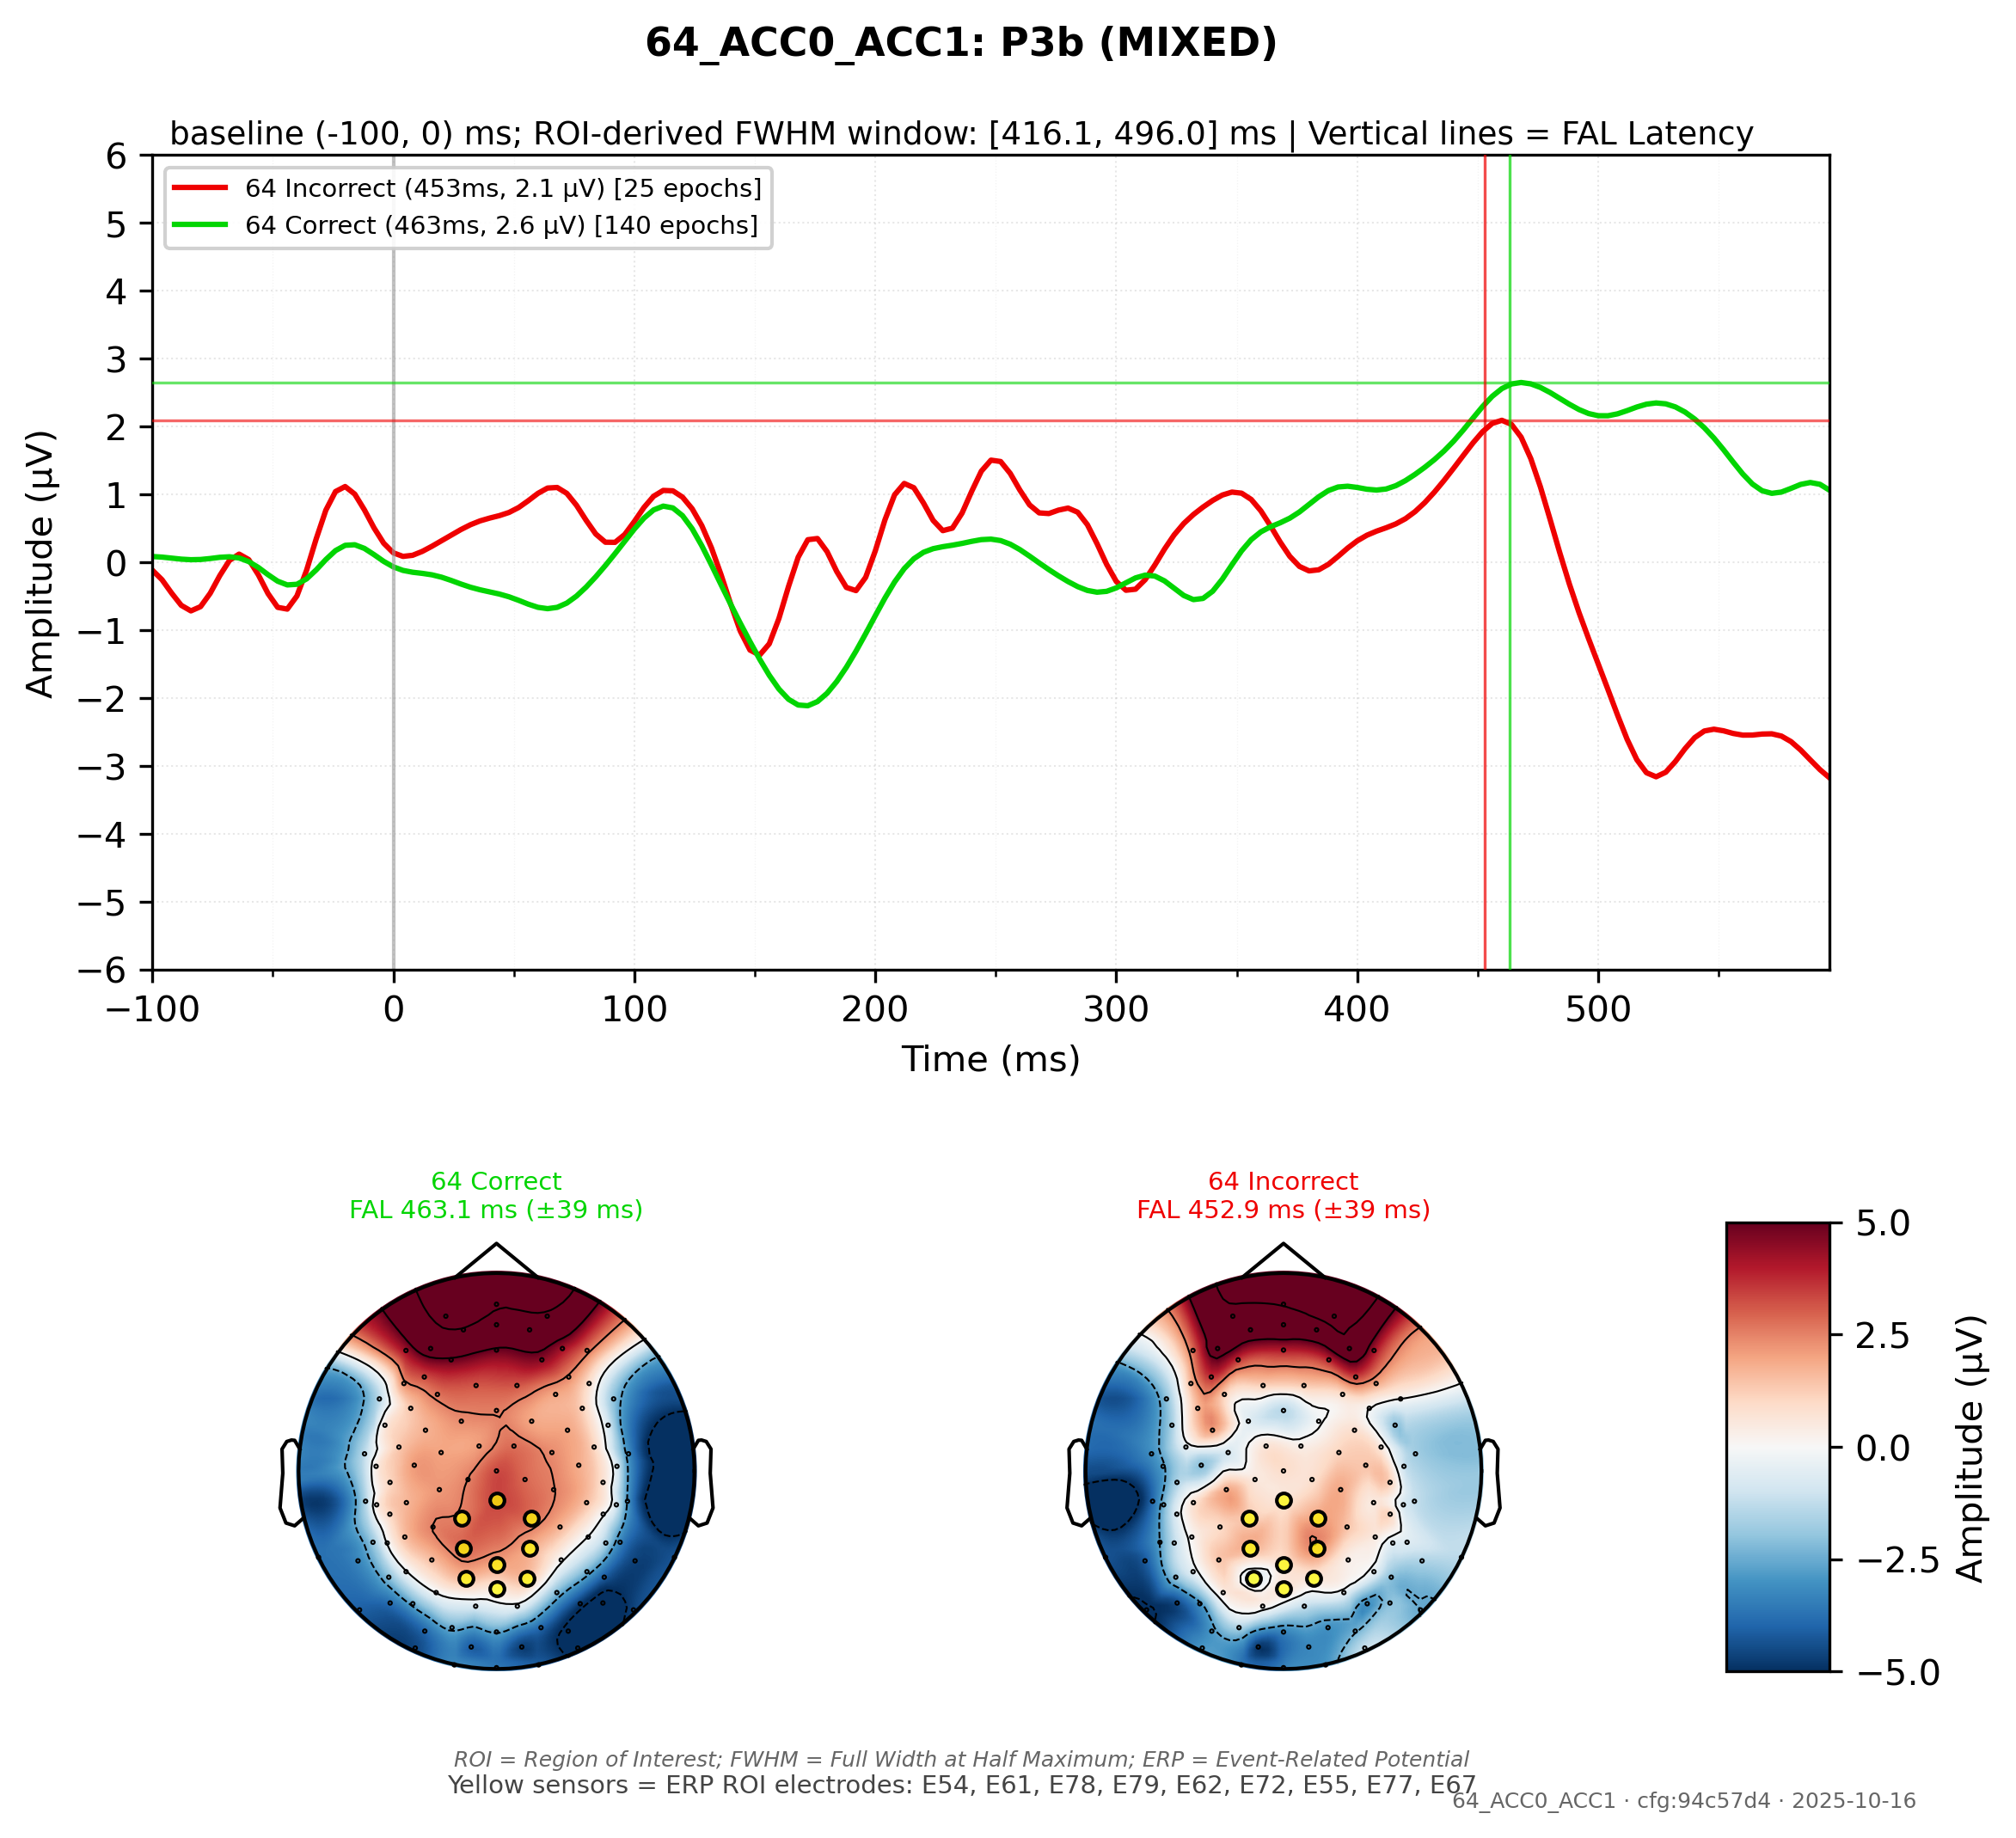 64_ACC0_ACC1: P3b (MIXED)
baseline (-100, 0) ms; ROI-derived FWHM window: [416.1, 496.0] ms | Vertical lines = FAL Latency
64 Incorrect (453ms, 2.1 µV) [25 epochs]
64 Correct (463ms, 2.6 µV) [140 epochs]
6
5
4
3
2
1
0
−1
−2
−3
−4
−5
−6
Amplitude (µV)
−100 0 100 200 300 400 500
Time (ms)
64 Correct
FAL 463.1 ms (±39 ms)
64 Incorrect
FAL 452.9 ms (±39 ms)
5.0
2.5
0.0
−2.5
−5.0
Amplitude (µV)
ROI = Region of Interest; FWHM = Full Width at Half Maximum; ERP = Event-Related Potential
Yellow sensors = ERP ROI electrodes: E54, E61, E78, E79, E62, E72, E55, E77, E67
64_ACC0_ACC1 · cfg:94c57d4 · 2025-10-16